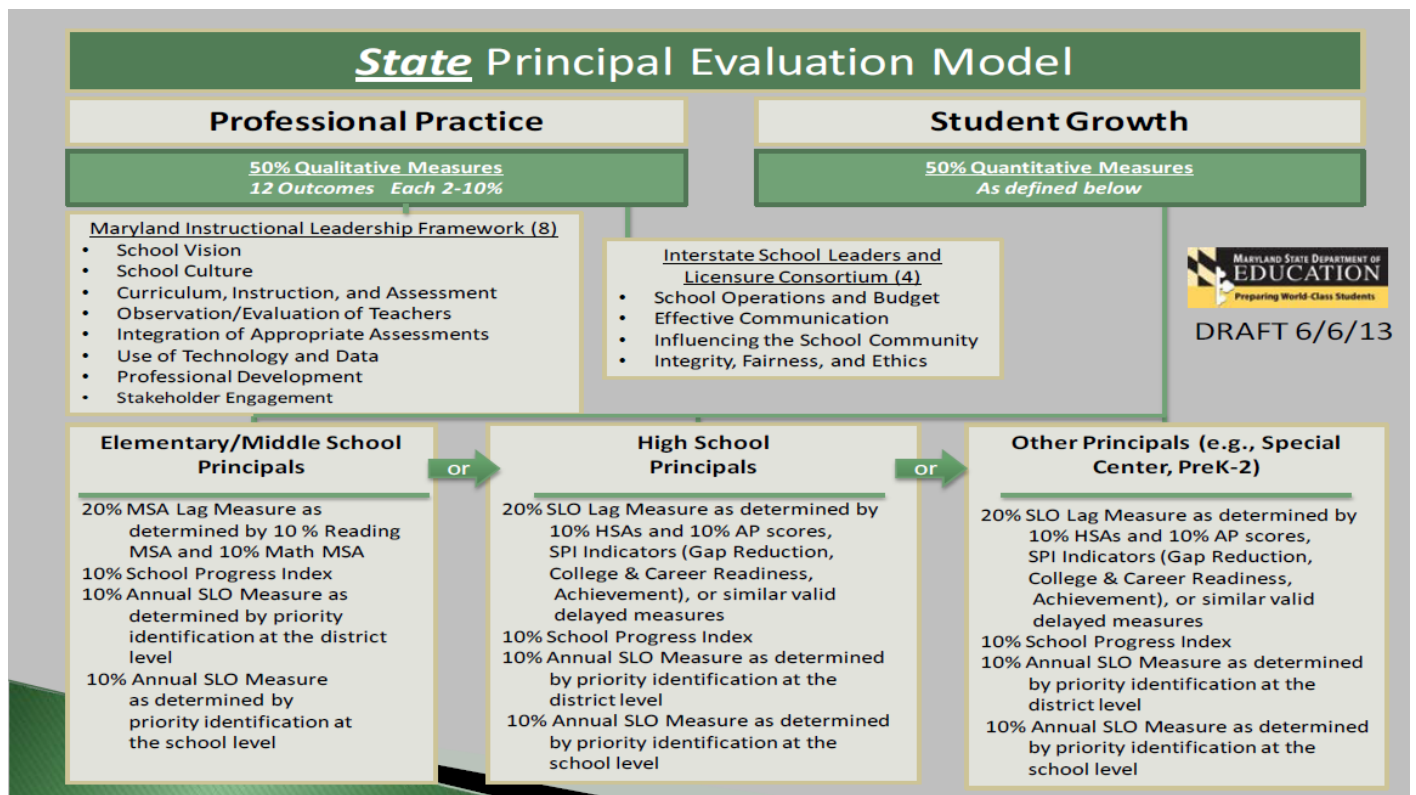 State Principal Evaluation Model
Professional Practice
50% Qualitative Measures
12 Outcomes Each 2-10%
Maryland Instructional Leadership Framework (8)
• School Vision
• School Culture
• Curriculum, Instruction, and Assessment
• Observation/Evaluation of Teachers
• Integration of Appropriate Assessments
• Use of Technology and Data
• Professional Development
• Stakeholder Engagement
Interstate School Leaders and
Licensure Consortium (4)
• School Operations and Budget
• Effective Communication
• Influencing the School Community
• Integrity, Fairness, and Ethics
Student Growth
50% Quantitative Measures
As defined below
MARYLAND STATE DEPARTMENT OF
EDUCATION
Preparing World-Class Students
DRAFT 6/6/13
Elementary/Middle School
Principals
20% MSA Lag Measure as
determined by 10 % Reading
MSA and 10% Math MSA
10% School Progress Index
10% Annual SLO Measure as
determined by priority
identification at the district
level
10% Annual SLO Measure
as determined by
priority identification at
the school level
or
High School
Principals
20% SLO Lag Measure as determined by
10% HSAs and 10% AP scores,
SPI Indicators (Gap Reduction,
College & Career Readiness,
Achievement), or similar valid
delayed measures
10% School Progress Index
10% Annual SLO Measure as determined
by priority identification at the
district level
10% Annual SLO Measure as determined
by priority identification at the
school level
or
Other Principals (e.g., Special
Center, PreK-2)
20% SLO Lag Measure as determined by
10% HSAs and 10% AP scores,
SPI Indicators (Gap Reduction,
College & Career Readiness,
Achievement), or similar valid
delayed measures
10% School Progress Index
10% Annual SLO Measure as determined
by priority identification at the
district level
10% Annual SLO Measure as determined
by priority identification at the
school level